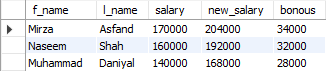 f_name l_name salary new_salary bonous
Mirza Asfand 170000 204000 34000
Naseem Shah 160000 192000 32000
Muhammad Daniyal 140000 168000 28000